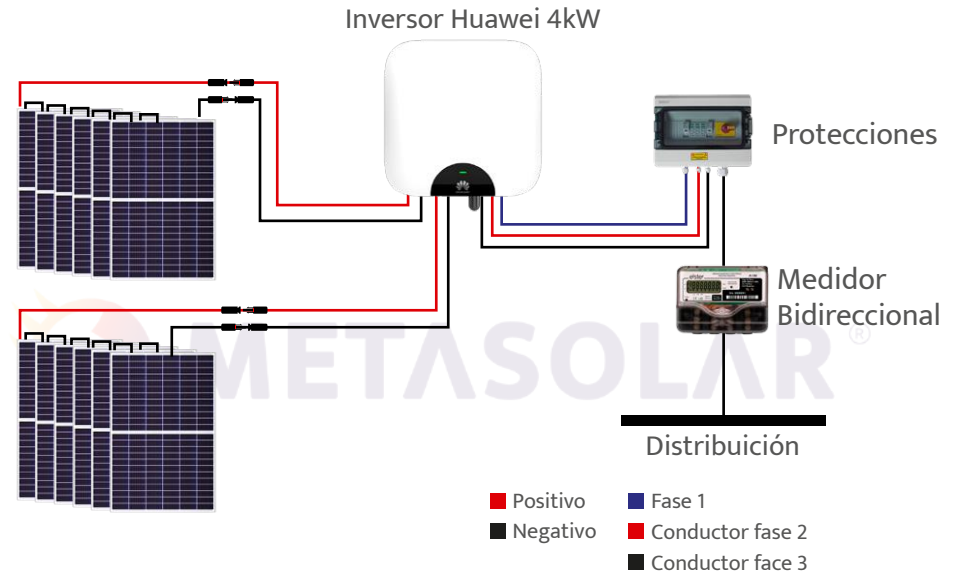 Inversor Huawei 4kW
Protecciones
Medidor
Bidireccional
METASOLAR®
Distribuición
Positivo
Negativo
Fase 1
Conductor fase 2
Conductor face 3